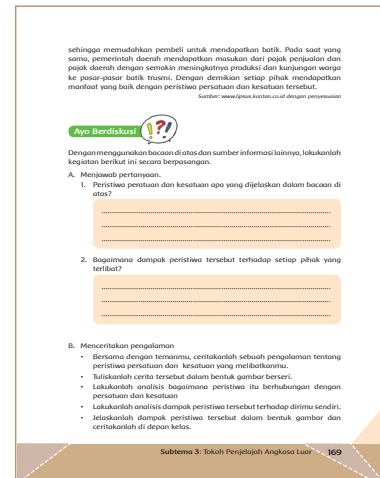 sehingga memudahkan pembeli untuk mendapatkan batik. Pada saat yang
sama, pemerintah daerah mendapatkan masukan dari pajak penjualan dan
pajak daerah dengan semakin meningkatnya produksi dan kunjungan warga
ke pasar-pasar batik trusmi. Dengan demikian setiap pihak mendapatkan
manfaat yang baik dengan peristiwa persatuan dan kesatuan tersebut.
Sumber: www.lipsus.kontan.co.id dengan penyesuaian
Ayo Berdiskusi
Dengan menggunakan bacaan di atas dan sumber informasi lainnya, lakukanlah
kegiatan berikut ini secara berpasangan.
A. Menjawab pertanyaan.
1. Peristiwa peratuan dan kesatuan apa yang dijelaskan dalam bacaan di
atas?
2. Bagaimana dampak peristiwa tersebut terhadap setiap pihak yang
terlibat?
B. Menceritakan pengalaman
• Bersama dengan temanmu, ceritakanlah sebuah pengalaman tentang
peristiwa persatuan dan kesatuan yang melibatkanmu.
• Tuliskanlah cerita tersebut dalam bentuk gambar berseri.
• Lakukanlah analisis bagaimana peristiwa itu berhubungan dengan
persatuan dan kesatuan
• Lakukanlah analisis dampak peristiwa tersebut terhadap dirimu sendiri.
• Jelaskanlah dampak peristiwa tersebut dalam bentuk gambar dan
ceritakanlah di depan kelas.
Subtema 3: Tokoh Penjelajah Angkasa Luar 169